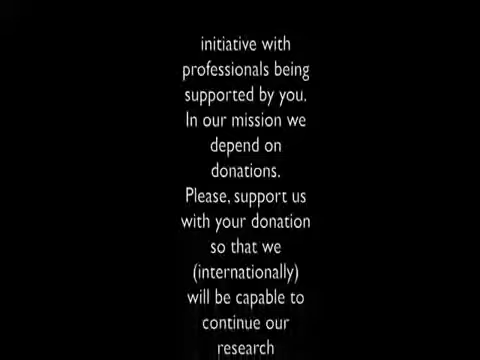 initiative with
professionals being
supported by you.
In our mission we
depend on
donations.
Please, support us
with your donation
so that we
(internationally)
will be capable to
continue our
research